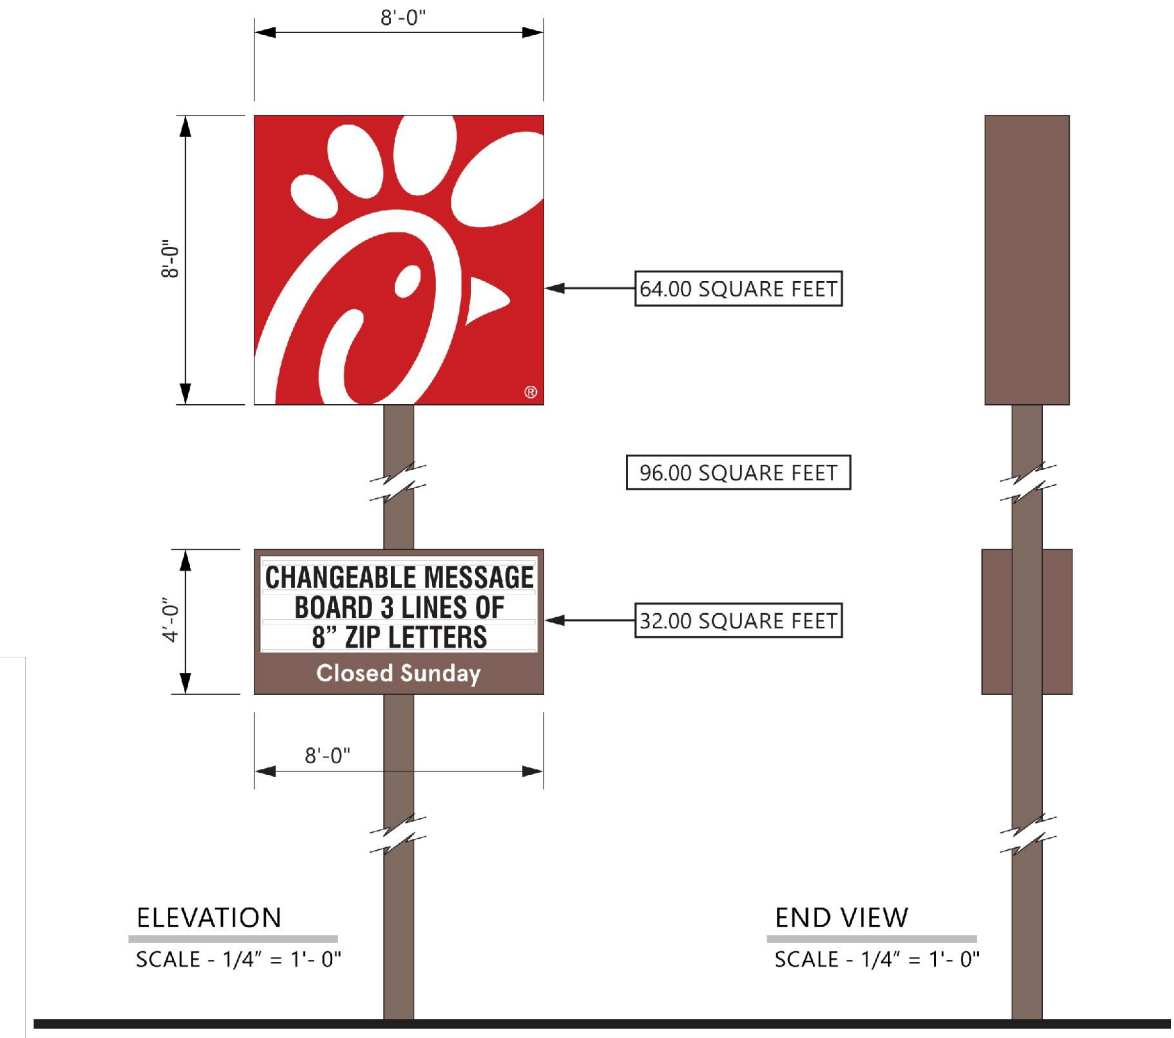 8'-0"
8'-0"
®
64.00 SQUARE FEET
96.00 SQUARE FEET
4'-0"
CHANGEABLE MESSAGE
BOARD 3 LINES OF
8” ZIP LETTERS
Closed Sunday
32.00 SQUARE FEET
8'-0"
ELEVATION
SCALE - 1/4” = 1'- 0"
END VIEW
SCALE - 1/4” = 1'- 0"